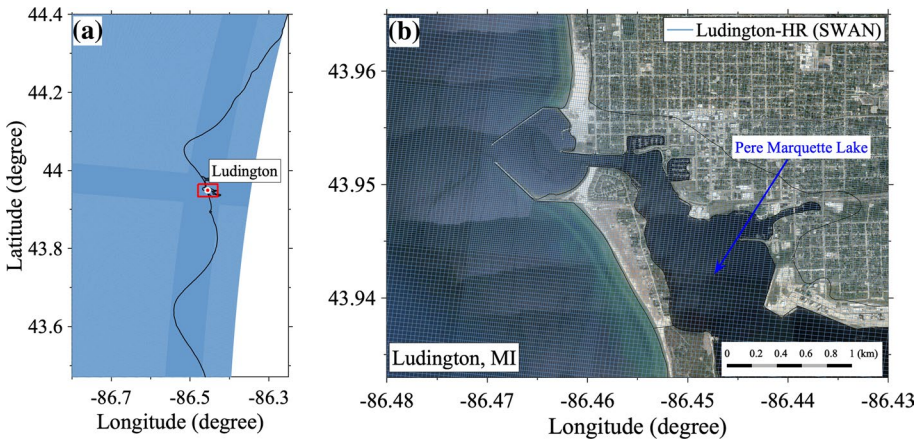 (a)
44.4
44.2
44
43.8
43.6
Latitude (degree)
Ludington
-86.7
-86.5
-86.3
Longitude (degree)
(b)
Ludington-HR (SWAN)
43.96
43.95
43.94
Pere Marquette Lake
Ludington, MI
0 0.2 0.4 0.6 0.8 1 (km)
-86.48
-86.47
-86.46
-86.45
-86.44
-86.43
Longitude (degree)